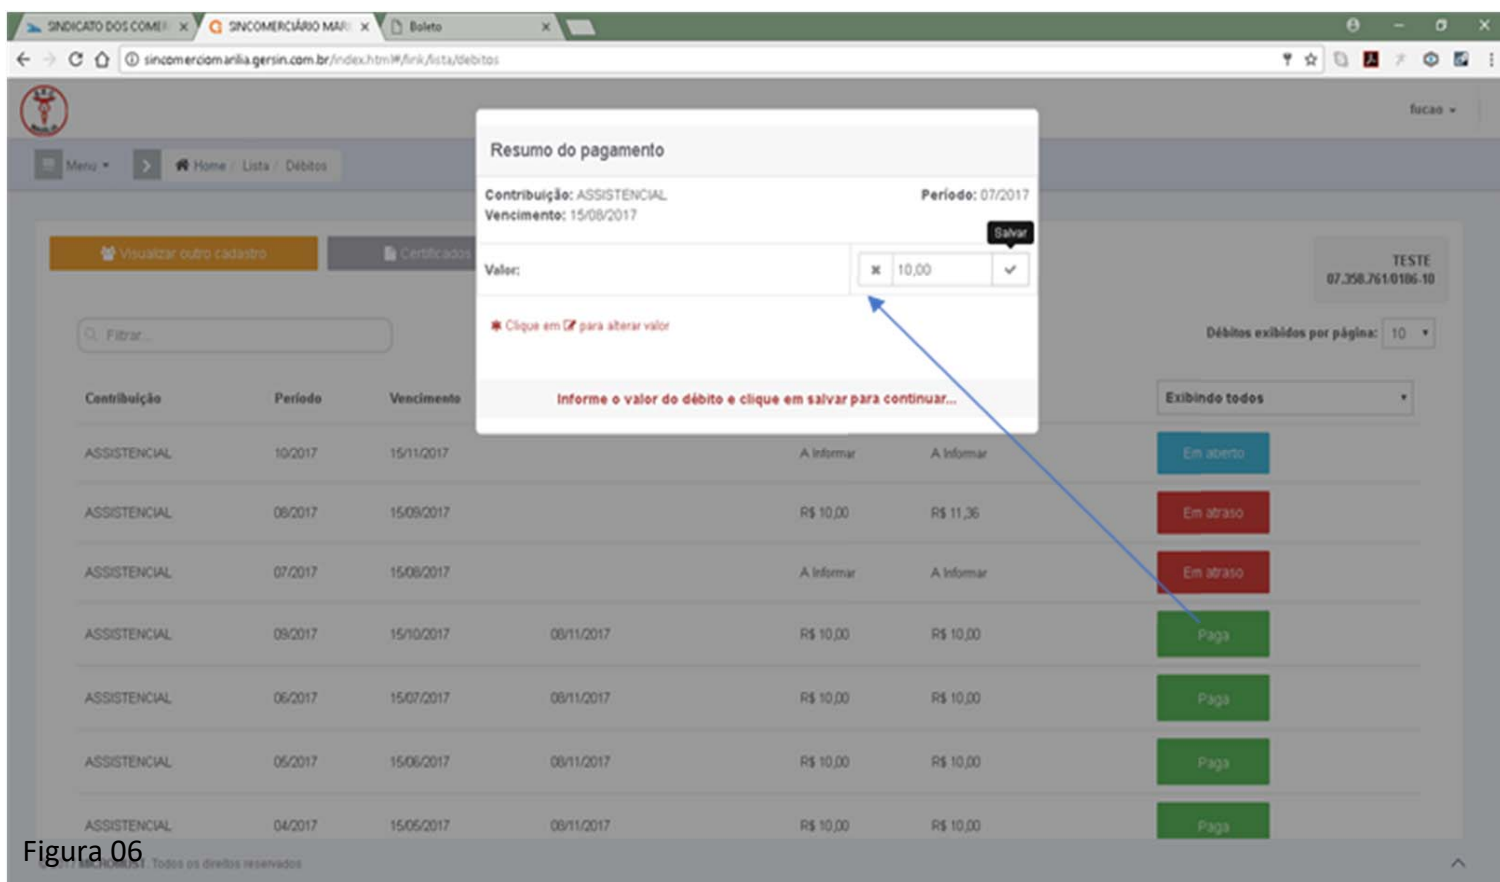 SINDICATO DOS COMER
SINCOMERCIÁRIO MARI
Boleto
sincomerciomarilia.gersin.com.br/index.html#/link/lista/debitos
fucao
Menu
Home / Lista / Débitos
Resumo do pagamento
Contribuição: ASSISTENCIAL
Período: 07/2017
Vencimento: 15/08/2017
Salvar
Valor:
10,00
Clique em para alterar valor
Informe o valor do débito e clique em salvar para continuar...
Visualizar outro cadastro
Certificados
TESTE
07.358.761/0186-10
Filtrar...
Débitos exibidos por página: 10
Contribuição Período Vencimento Exibindo todos
ASSISTENCIAL 10/2017 15/11/2017 A Informar A Informar Em aberto
ASSISTENCIAL 08/2017 15/09/2017 R$ 10,00 R$ 11,36 Em atraso
ASSISTENCIAL 07/2017 15/08/2017 A Informar A Informar Em atraso
ASSISTENCIAL 09/2017 15/10/2017 08/11/2017 R$ 10,00 R$ 10,00 Paga
ASSISTENCIAL 06/2017 15/07/2017 08/11/2017 R$ 10,00 R$ 10,00 Paga
ASSISTENCIAL 05/2017 15/06/2017 08/11/2017 R$ 10,00 R$ 10,00 Paga
ASSISTENCIAL 04/2017 15/05/2017 08/11/2017 R$ 10,00 R$ 10,00 Paga
Figura 06
Todos os direitos reservados